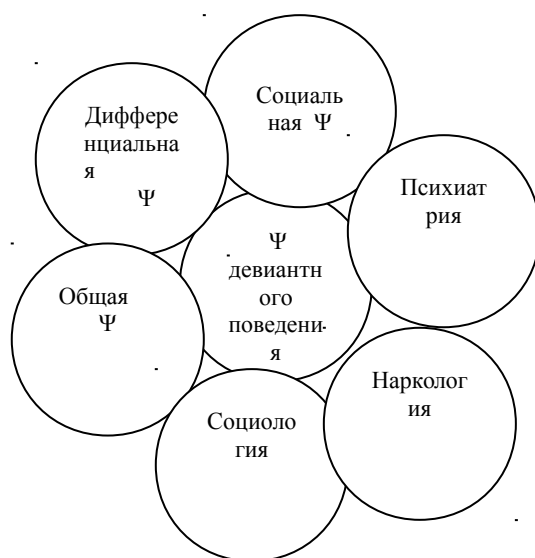 Социаль
ная Ψ
Диффере
нциальна
я
Ψ
Психиат
рия
Ψ
девиантн
ого
поведени
я
Общая
Ψ
Нарколог
ия
Социоло
гия